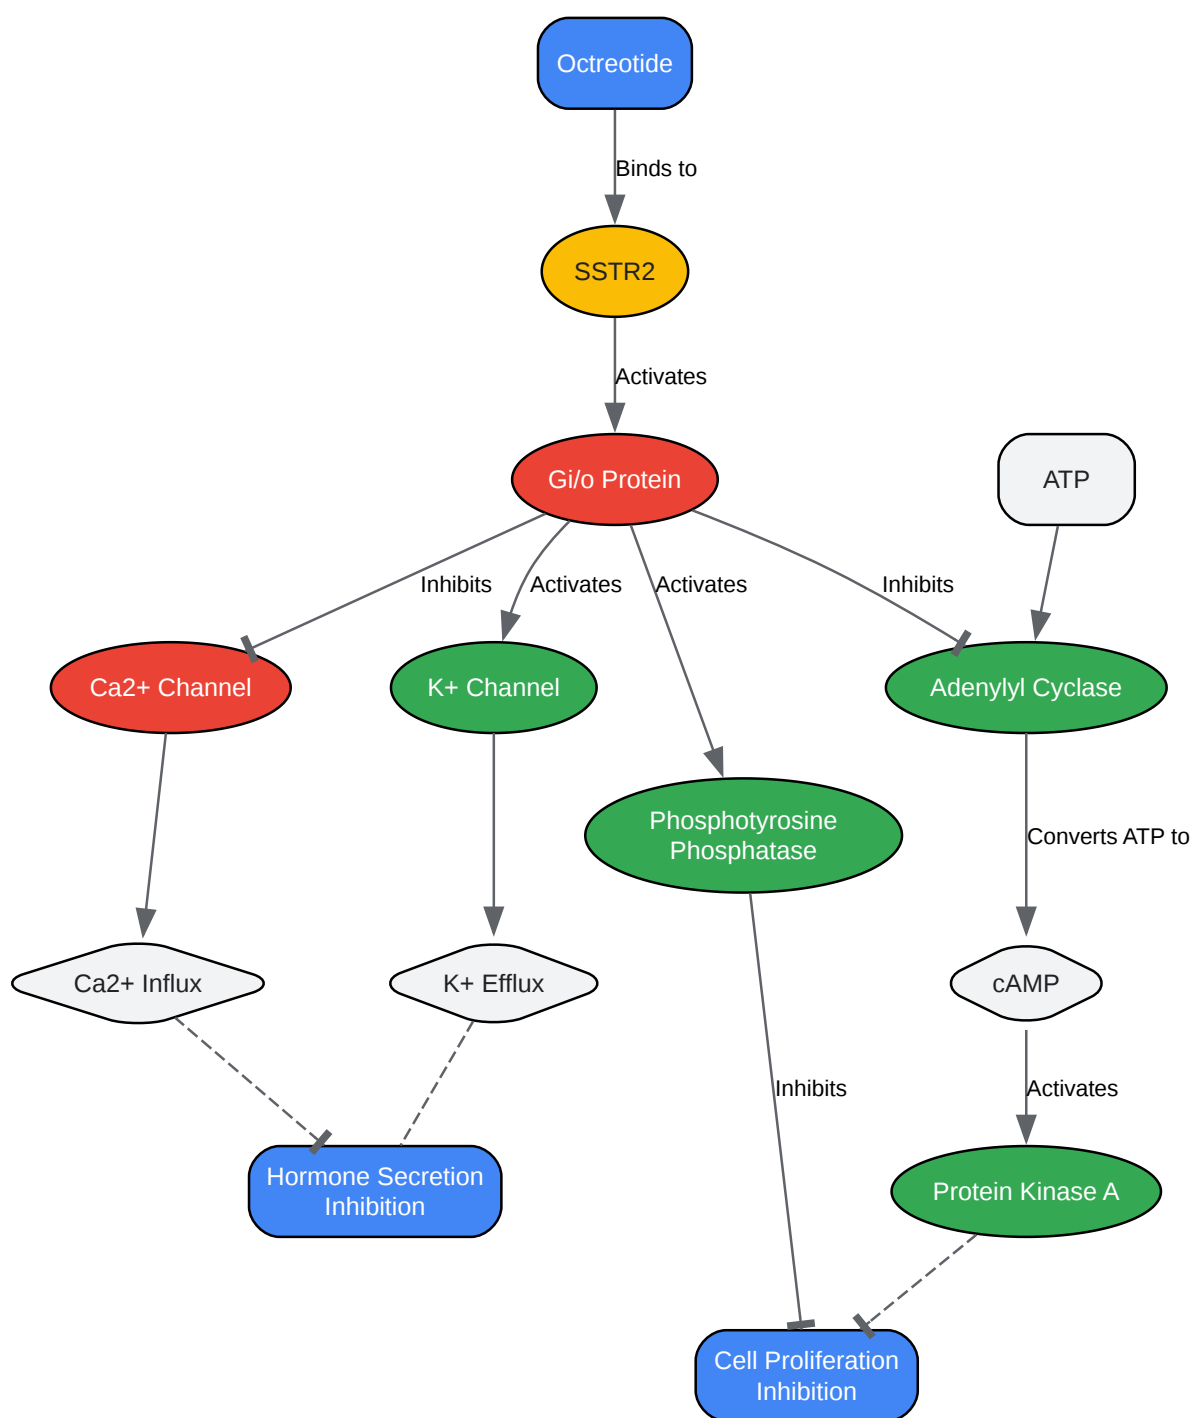 Octreotide
Binds to
SSTR2
Activates
Gi/o Protein
ATP
Inhibits
Activates
Activates
Inhibits
Ca2+ Channel
K+ Channel
Adenylyl Cyclase
Phosphotyrosine
Phosphatase
Converts ATP to
Ca2+ Influx
K+ Efflux
cAMP
Inhibits
Activates
Hormone Secretion
Inhibition
Protein Kinase A
Cell Proliferation
Inhibition